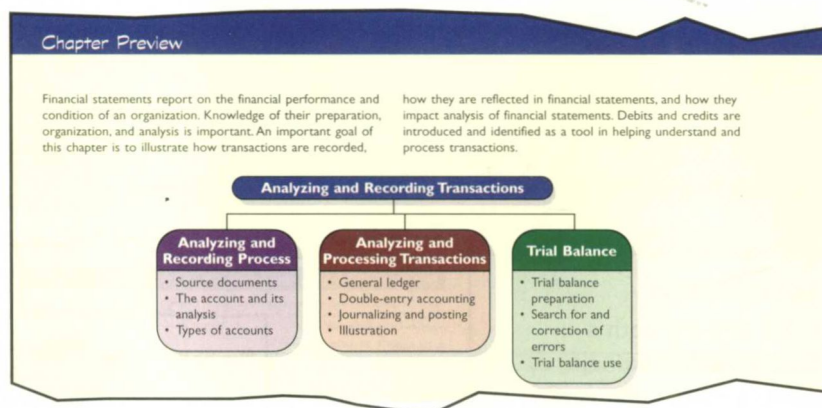 Chapter Preview
Financial statements report on the financial performance and
condition of an organization. Knowledge of their preparation,
organization, and analysis is important. An important goal of
this chapter is to illustrate how transactions are recorded,
how they are reflected in financial statements, and how they
impact analysis of financial statements. Debits and credits are
introduced and identified as a tool in helping understand and
process transactions.
Analyzing and Recording Transactions
Analyzing and
Recording Process
• Source documents
• The account and its
analysis
• Types of accounts
Analyzing and
Processing Transactions
• General ledger
• Double-entry accounting
• Journalizing and posting
• Illustration
Trial Balance
• Trial balance
preparation
• Search for and
correction of
errors
• Trial balance use